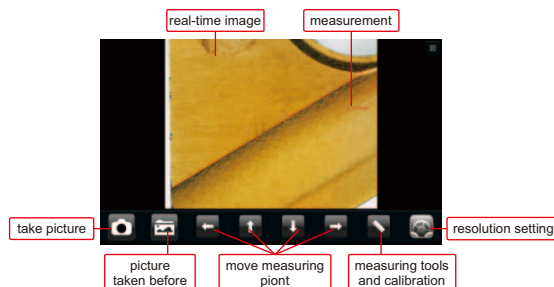 real-time image
measurement
take picture
resolution setting
picture
taken before
move measuring
piont
measuring tools
and calibration